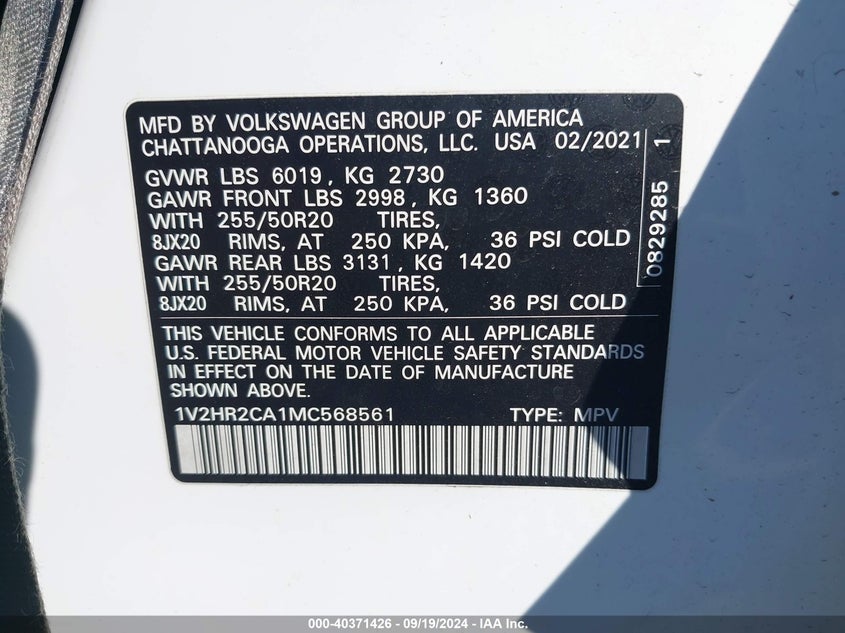 MFD BY VOLKSWAGEN GROUP OF AMERICA
CHATTANOOGA OPERATIONS, LLC. USA 02/2021
GVWR LBS 6019, KG 2730
GAWR FRONT LBS 2998, KG 1360
WITH 255/50R20 TIRES,
8JX20 RIMS, AT 250 KPA, 36 PSI COLD
GAWR REAR LBS 3131, KG 1420
WITH 255/50R20 TIRES,
8JX20 RIMS, AT 250 KPA, 36 PSI COLD
THIS VEHICLE CONFORMS TO ALL APPLICABLE
U.S. FEDERAL MOTOR VEHICLE SAFETY STANDARDS
IN EFFECT ON THE DATE OF MANUFACTURE
SHOWN ABOVE.
1V2HR2CA1MC568561 TYPE: MPV
0829285 1
000-40371426 - 09/19/2024 - IAA Inc.